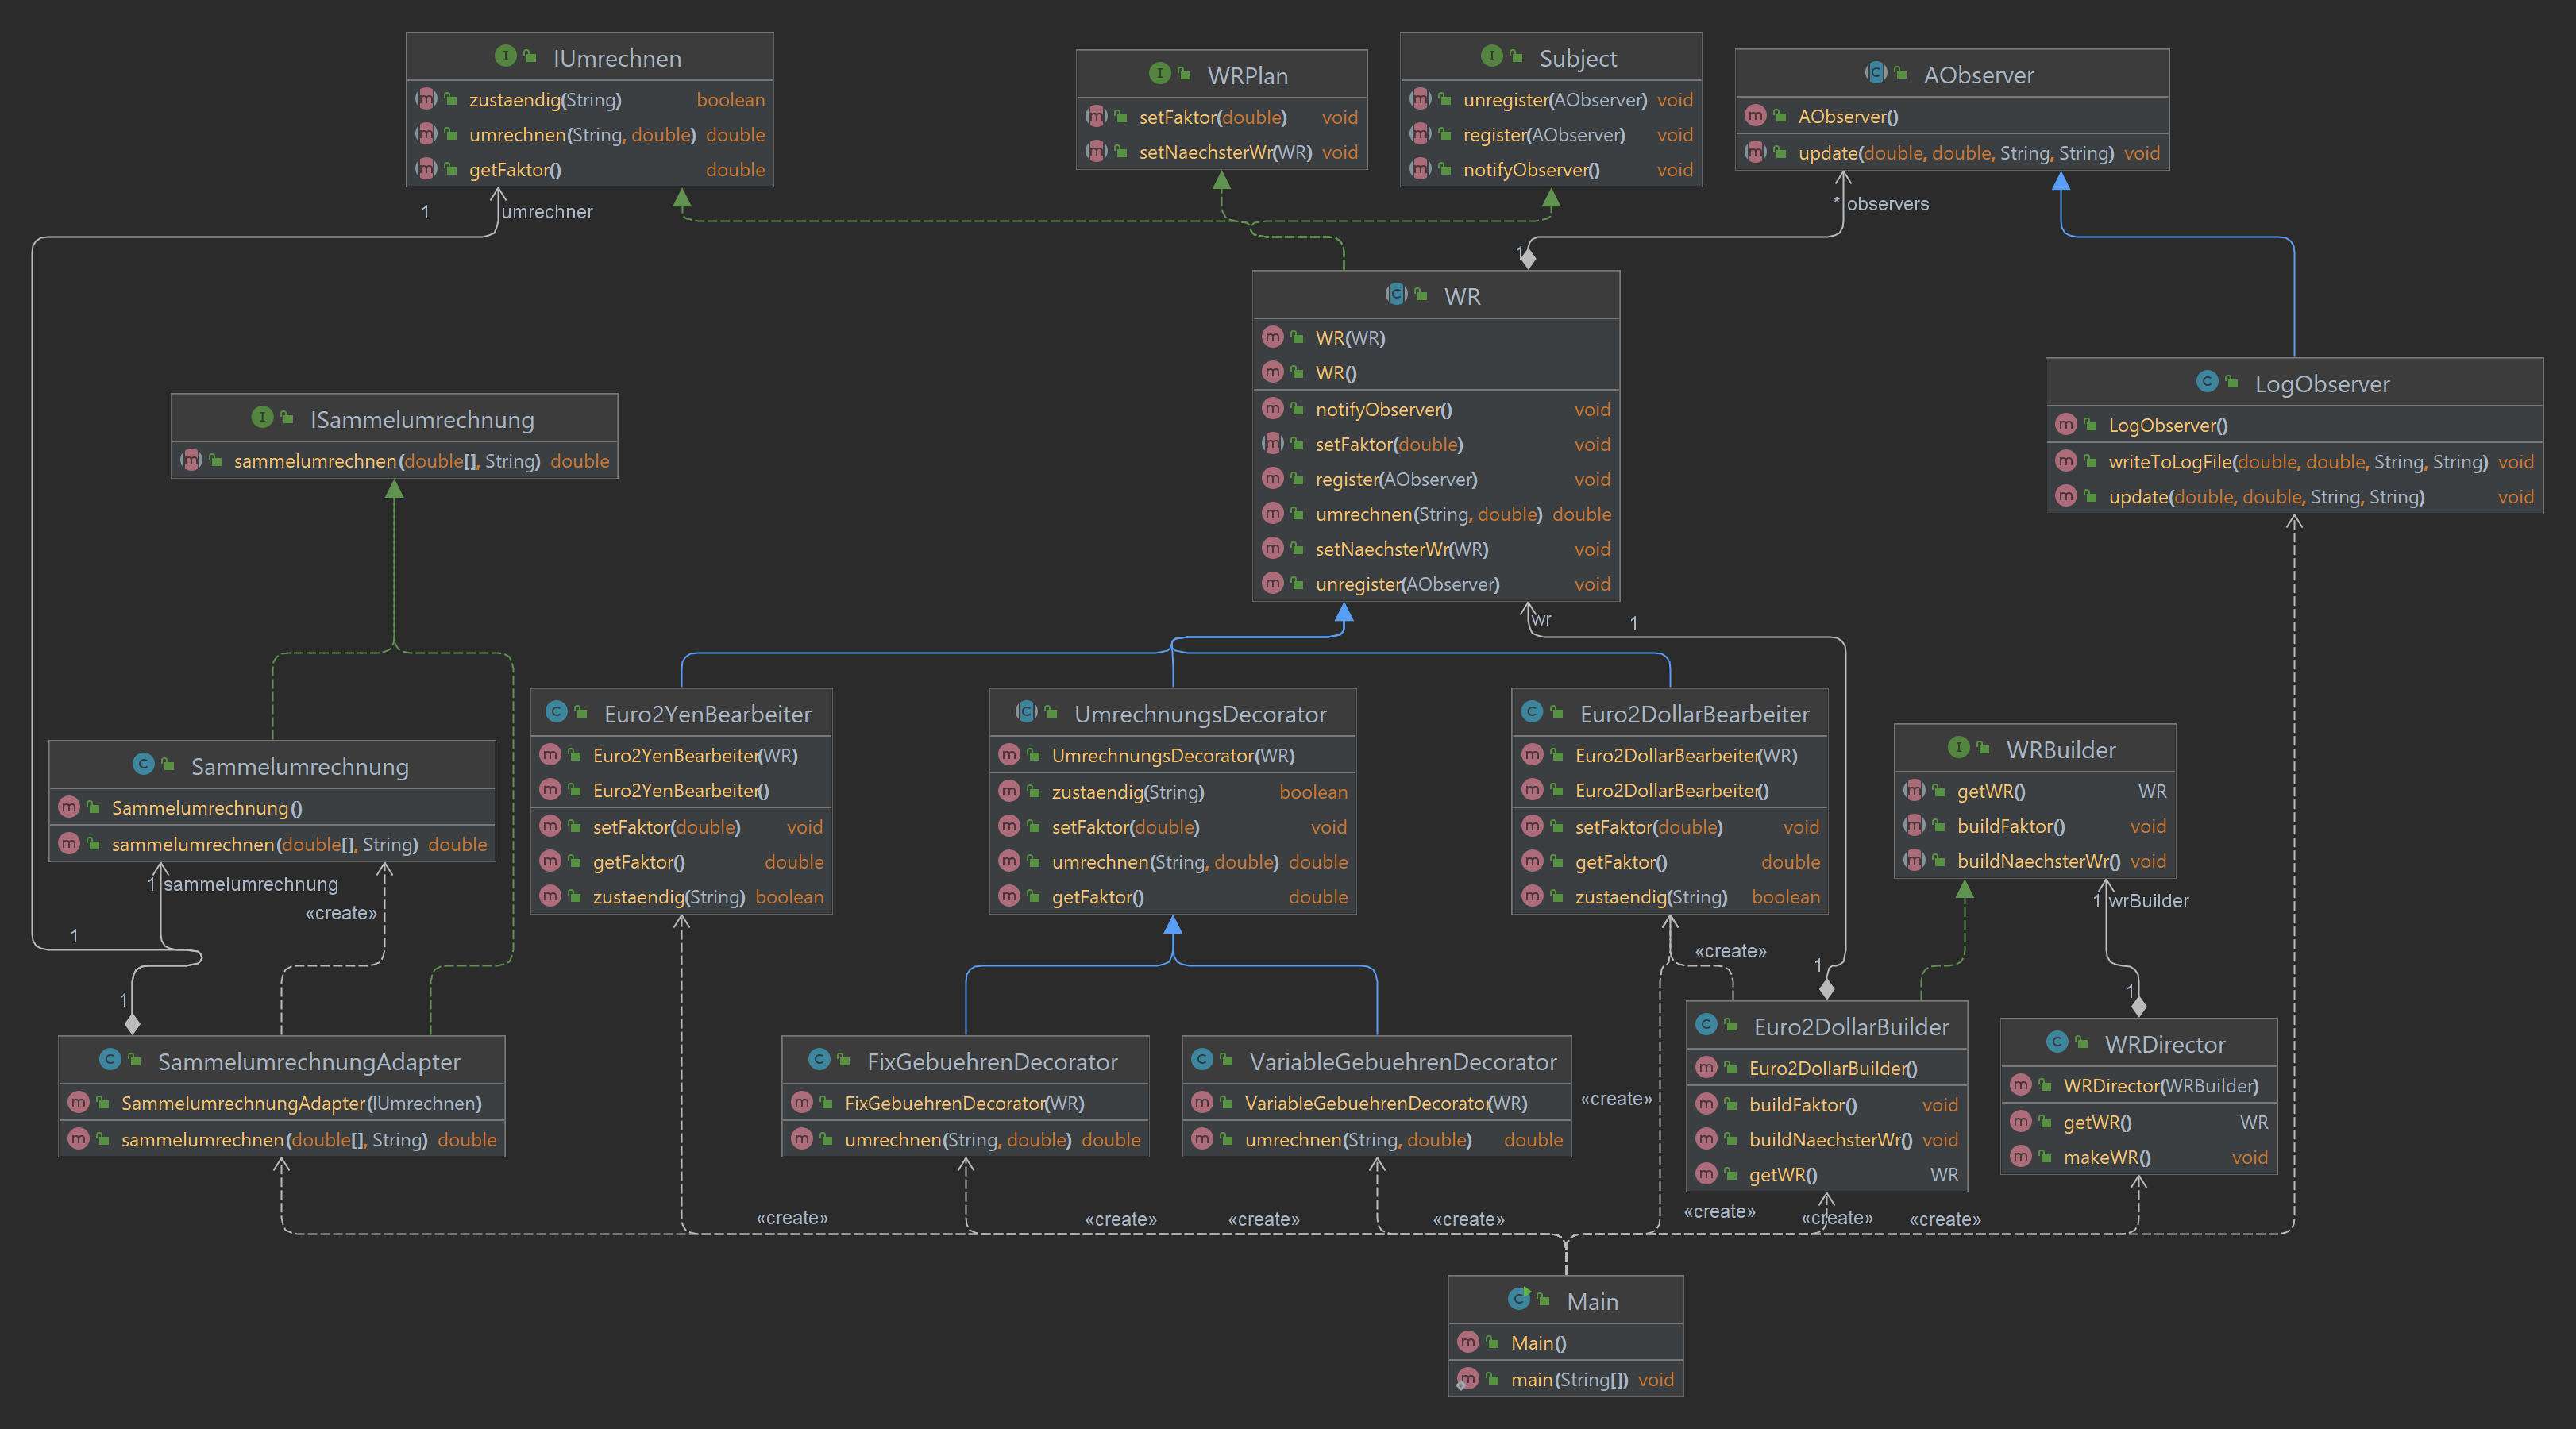 IUmrechnen
zustaendig(String) boolean
umrechnen(String, double) double
getFaktor() double
WRPlan
setFaktor(double) void
setNaechsterWr(WR) void
Subject
unregister(AObserver) void
register(AObserver) void
notifyObserver() void
AObserver
AObserver()
update(double, double, String, String) void
1 umrechner
* observers
1
WR
WR(WR)
WR()
notifyObserver() void
setFaktor(double) void
register(AObserver) void
umrechnen(String, double) double
setNaechsterWr(WR) void
unregister(AObserver) void
LogObserver
LogObserver()
writeToLogFile(double, double, String, String) void
update(double, double, String, String) void
ISammelumrechnung
sammelumrechnen(double[], String) double
wr 1
Sammelumrechnung
Sammelumrechnung()
sammelumrechnen(double[], String) double
Euro2YenBearbeiter
Euro2YenBearbeiter(WR)
Euro2YenBearbeiter()
setFaktor(double) void
getFaktor() double
zustaendig(String) boolean
UmrechnungsDecorator
UmrechnungsDecorator(WR)
zustaendig(String) boolean
setFaktor(double) void
umrechnen(String, double) double
getFaktor() double
Euro2DollarBearbeiter
Euro2DollarBearbeiter(WR)
Euro2DollarBearbeiter()
setFaktor(double) void
getFaktor() double
zustaendig(String) boolean
WRBuilder
getWR() WR
buildFaktor() void
buildNaechsterWr() void
1 sammelumrechnung
«create»
1
1
«create»
1
1 wrBuilder
1
SammelumrechnungAdapter
SammelumrechnungAdapter(IUmrechnen)
sammelumrechnen(double[], String) double
FixGebuehrenDecorator
FixGebuehrenDecorator(WR)
umrechnen(String, double) double
VariableGebuehrenDecorator
VariableGebuehrenDecorator(WR)
umrechnen(String, double) double
«create»
Euro2DollarBuilder
Euro2DollarBuilder()
buildFaktor() void
buildNaechsterWr() void
getWR() WR
WRDirector
WRDirector(WRBuilder)
getWR() WR
makeWR() void
«create»
«create»
«create»
«create»
«create»
«create»
«create»
Main
Main()
main(String[]) void